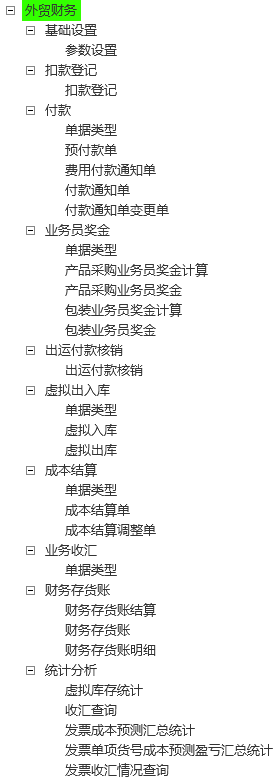 外贸财务
基础设置
参数设置
扣款登记
扣款登记
付款
单据类型
预付款单
费用付款通知单
付款通知单
付款通知单变更单
业务员奖金
单据类型
产品采购业务员奖金计算
产品采购业务员奖金
包装业务员奖金计算
包装业务员奖金
出运付款核销
出运付款核销
虚拟出入库
单据类型
虚拟入库
虚拟出库
成本结算
单据类型
成本结算单
成本结算调整单
业务收汇
单据类型
财务存货账
财务存货账结算
财务存货账
财务存货账明细
统计分析
虚拟库存统计
收汇查询
发票成本预测汇总统计
发票单项货号成本预测盈亏汇总统计
发票收汇情况查询